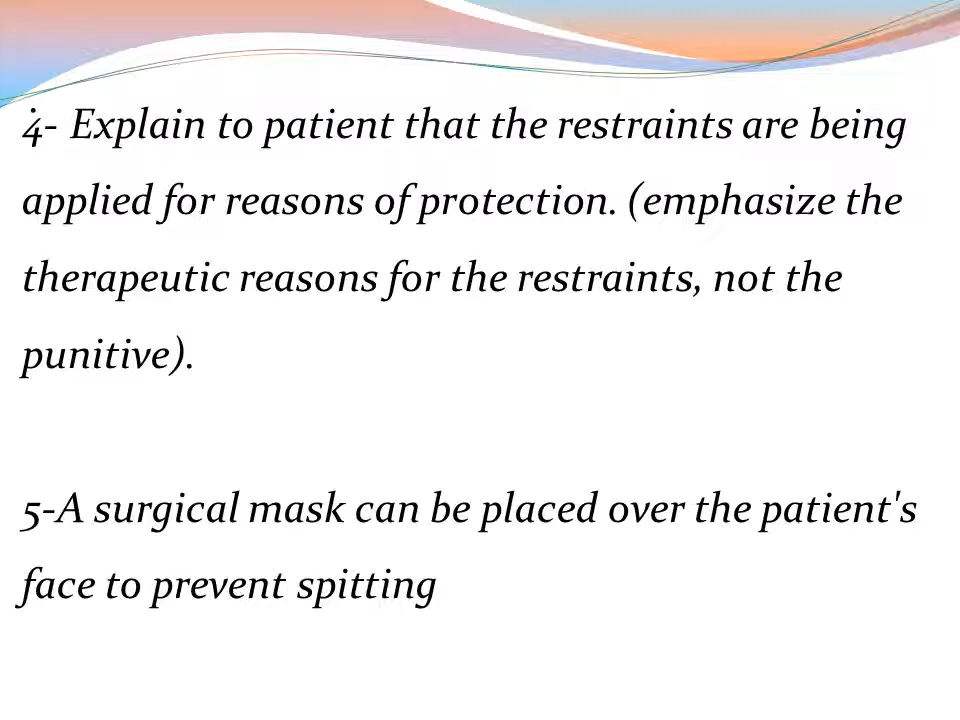 4- Explain to patient that the restraints are being
applied for reasons of protection. (emphasize the
therapeutic reasons for the restraints, not the
punitive).
5-A surgical mask can be placed over the patient's
face to prevent spitting